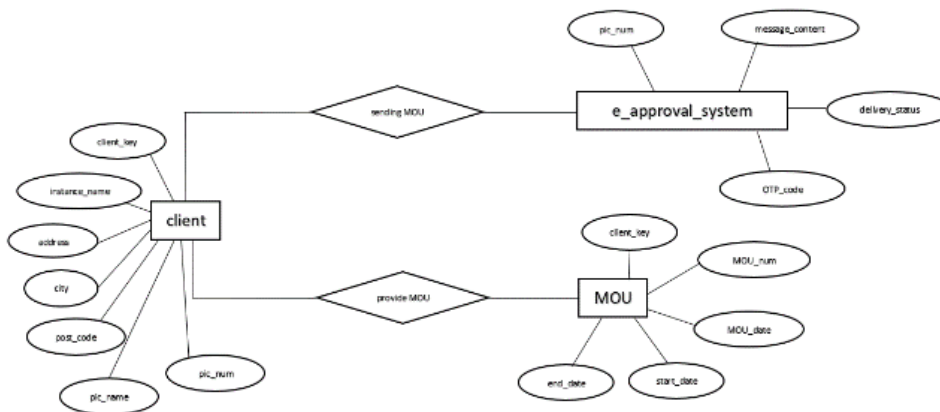 pic_num
message_content
sending MOU
e_approval_system
delivery_status
client_key
OTP_code
instance_name
client
address
city
post_code
pic_name
pic_num
provide MOU
client_key
MOU
MOU_num
MOU_date
end_date
start_date